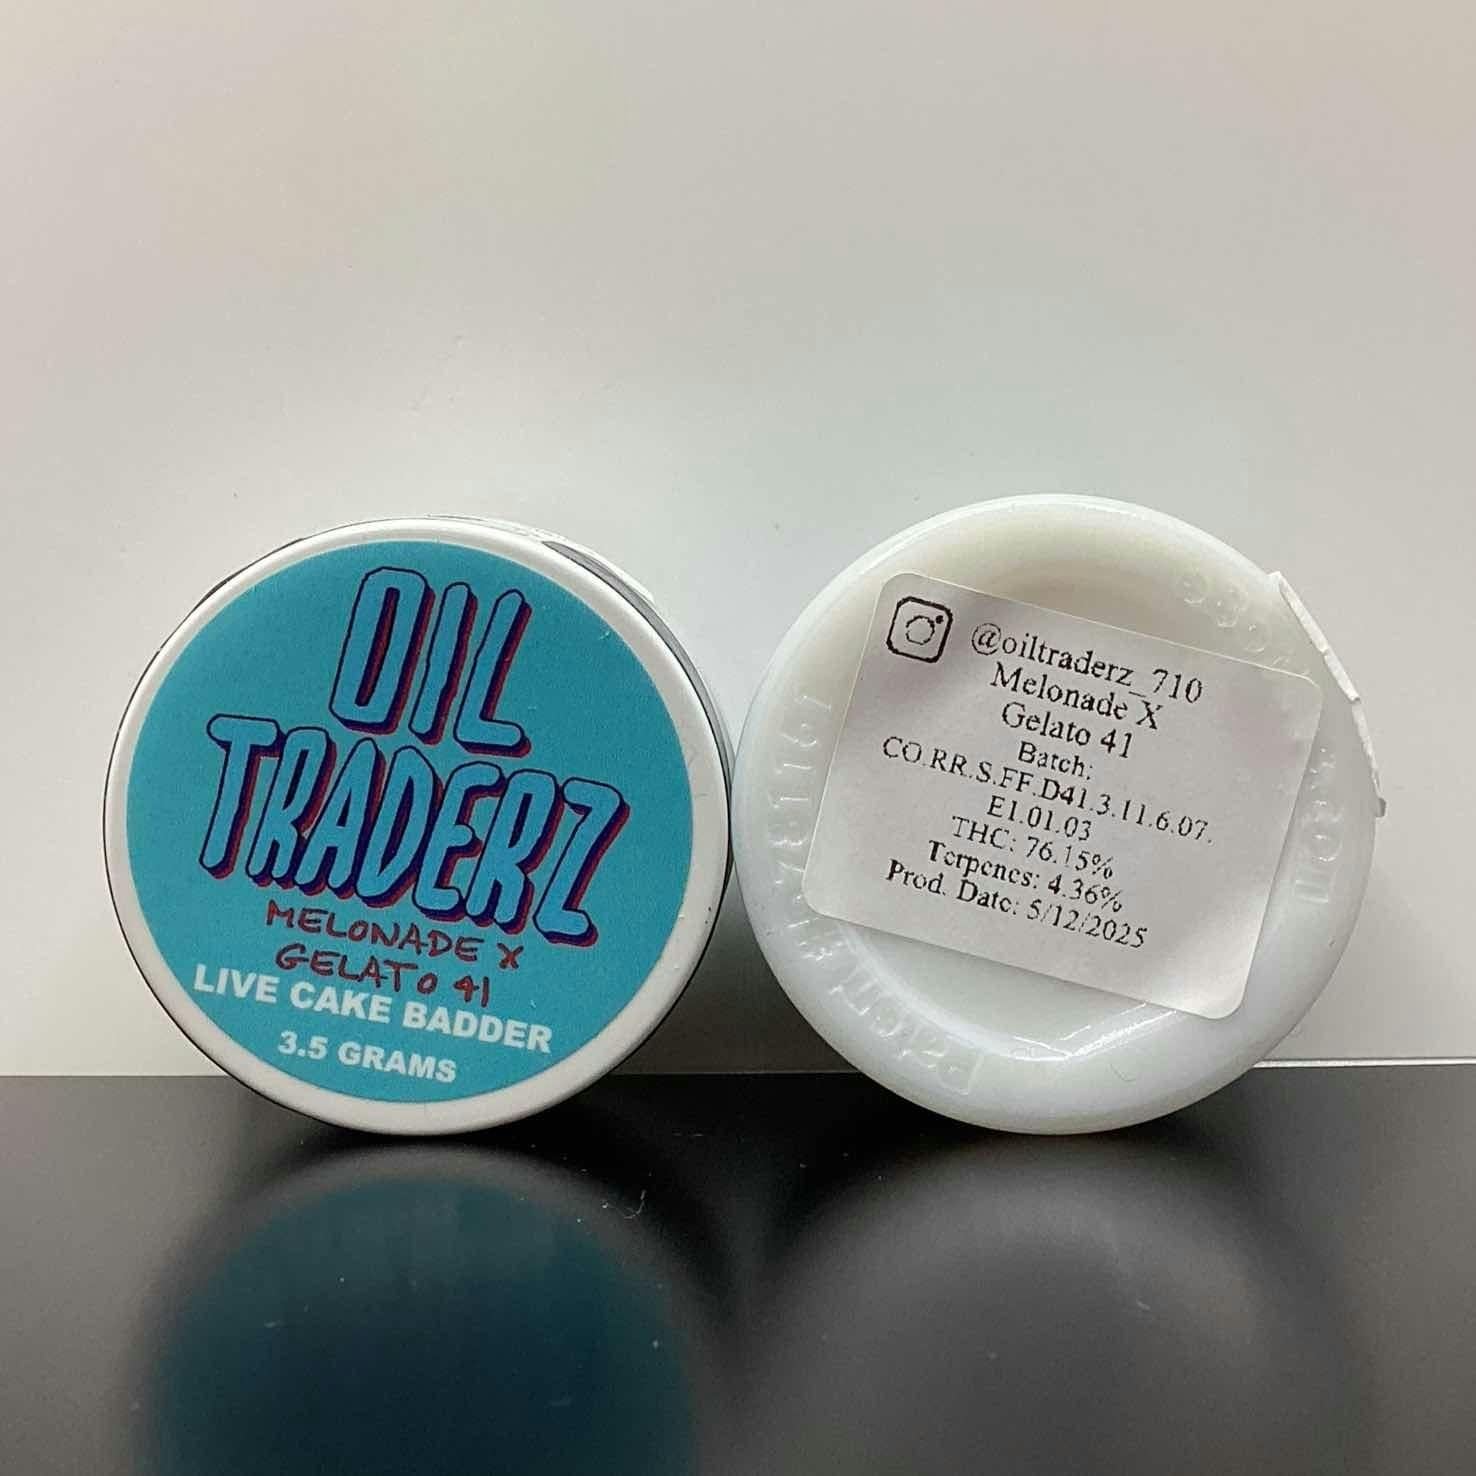 OIL
TRADERZ
MELONADE X
GELATO 41
LIVE CAKE BADDER
3.5 GRAMS
@oiltraderz_710
Melonade X
Gelato 41
Batch:
CO.RR.S.FF.D41.3.11.6.07.
E1.01.03
THC: 76.15%
Terpenes: 4.36%
Prod. Date: 5/12/2025